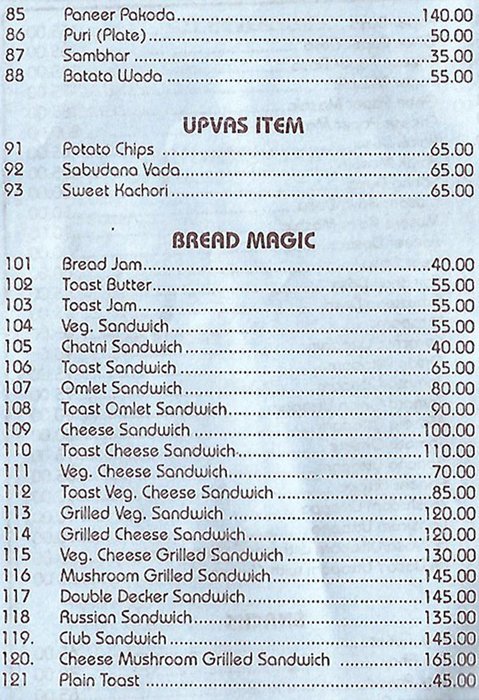 85 Paneer Pakoda 140.00
86 Puri (Plate) 50.00
87 Sambhar 35.00
88 Batata Wada 55.00
UPVAS ITEM
91 Potato Chips 65.00
92 Sabudana Vada 65.00
93 Sweet Kachori 65.00
BREAD MAGIC
101 Bread Jam 40.00
102 Toast Butter 55.00
103 Toast Jam 55.00
104 Veg. Sandwich 55.00
105 Chatni Sandwich 40.00
106 Toast Sandwich 65.00
107 Omlet Sandwich 80.00
108 Toast Omlet Sandwich 90.00
109 Cheese Sandwich 100.00
110 Toast Cheese Sandwich 110.00
111 Veg. Cheese Sandwich 70.00
112 Toast Veg. Cheese Sandwich 85.00
113 Grilled Veg. Sandwich 120.00
114 Grilled Cheese Sandwich 120.00
115 Veg. Cheese Grilled Sandwich 130.00
116 Mushroom Grilled Sandwich 145.00
117 Double Decker Sandwich 145.00
118 Russian Sandwich 135.00
119. Club Sandwich 145.00
120. Cheese Mushroom Grilled Sandwich 165.00
121 Plain Toast 45.00